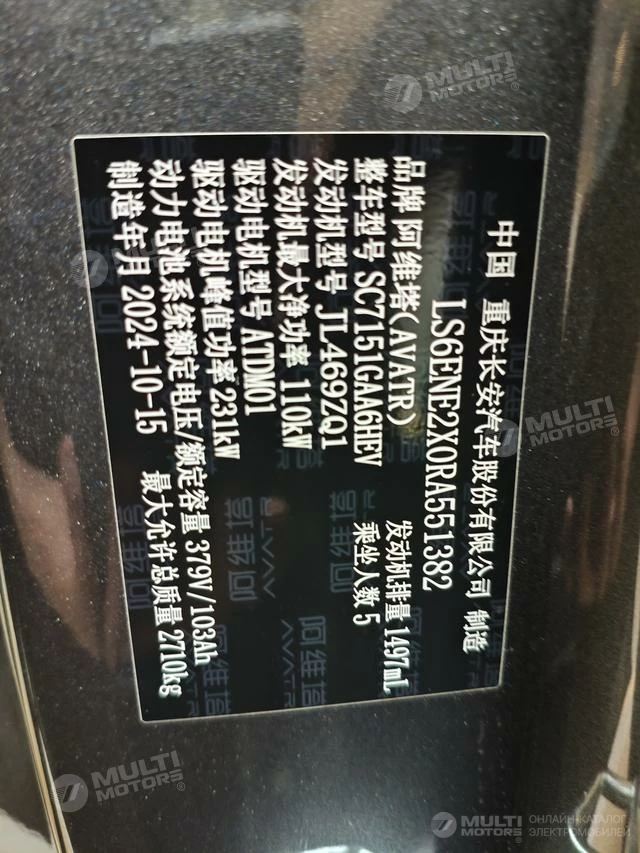 中国 重庆长安汽车股份有限公司 制造
LS6ENE2X0RA551382
品牌 阿维塔(AVATR)
整车型号 SC7151GAA6HEV 发动机排量 1497mL
发动机型号 JL469ZQ1 乘坐人数 5
发动机最大净功率 110kW
驱动电机型号 ATDM01
驱动电机峰值功率 231kW
动力电池系统额定电压/额定容量 379V/103Ah
制造年月 2024-10-15 最大允许总质量 2710kg
阿维塔
AVATR
MULTI MOTORS®
MULTI MOTORS®
MULTI MOTORS®
MULTI MOTORS®
MULTI MOTORS® ОНЛАЙН-КАТАЛОГ ЭЛЕКТРОМОБИЛЕЙ